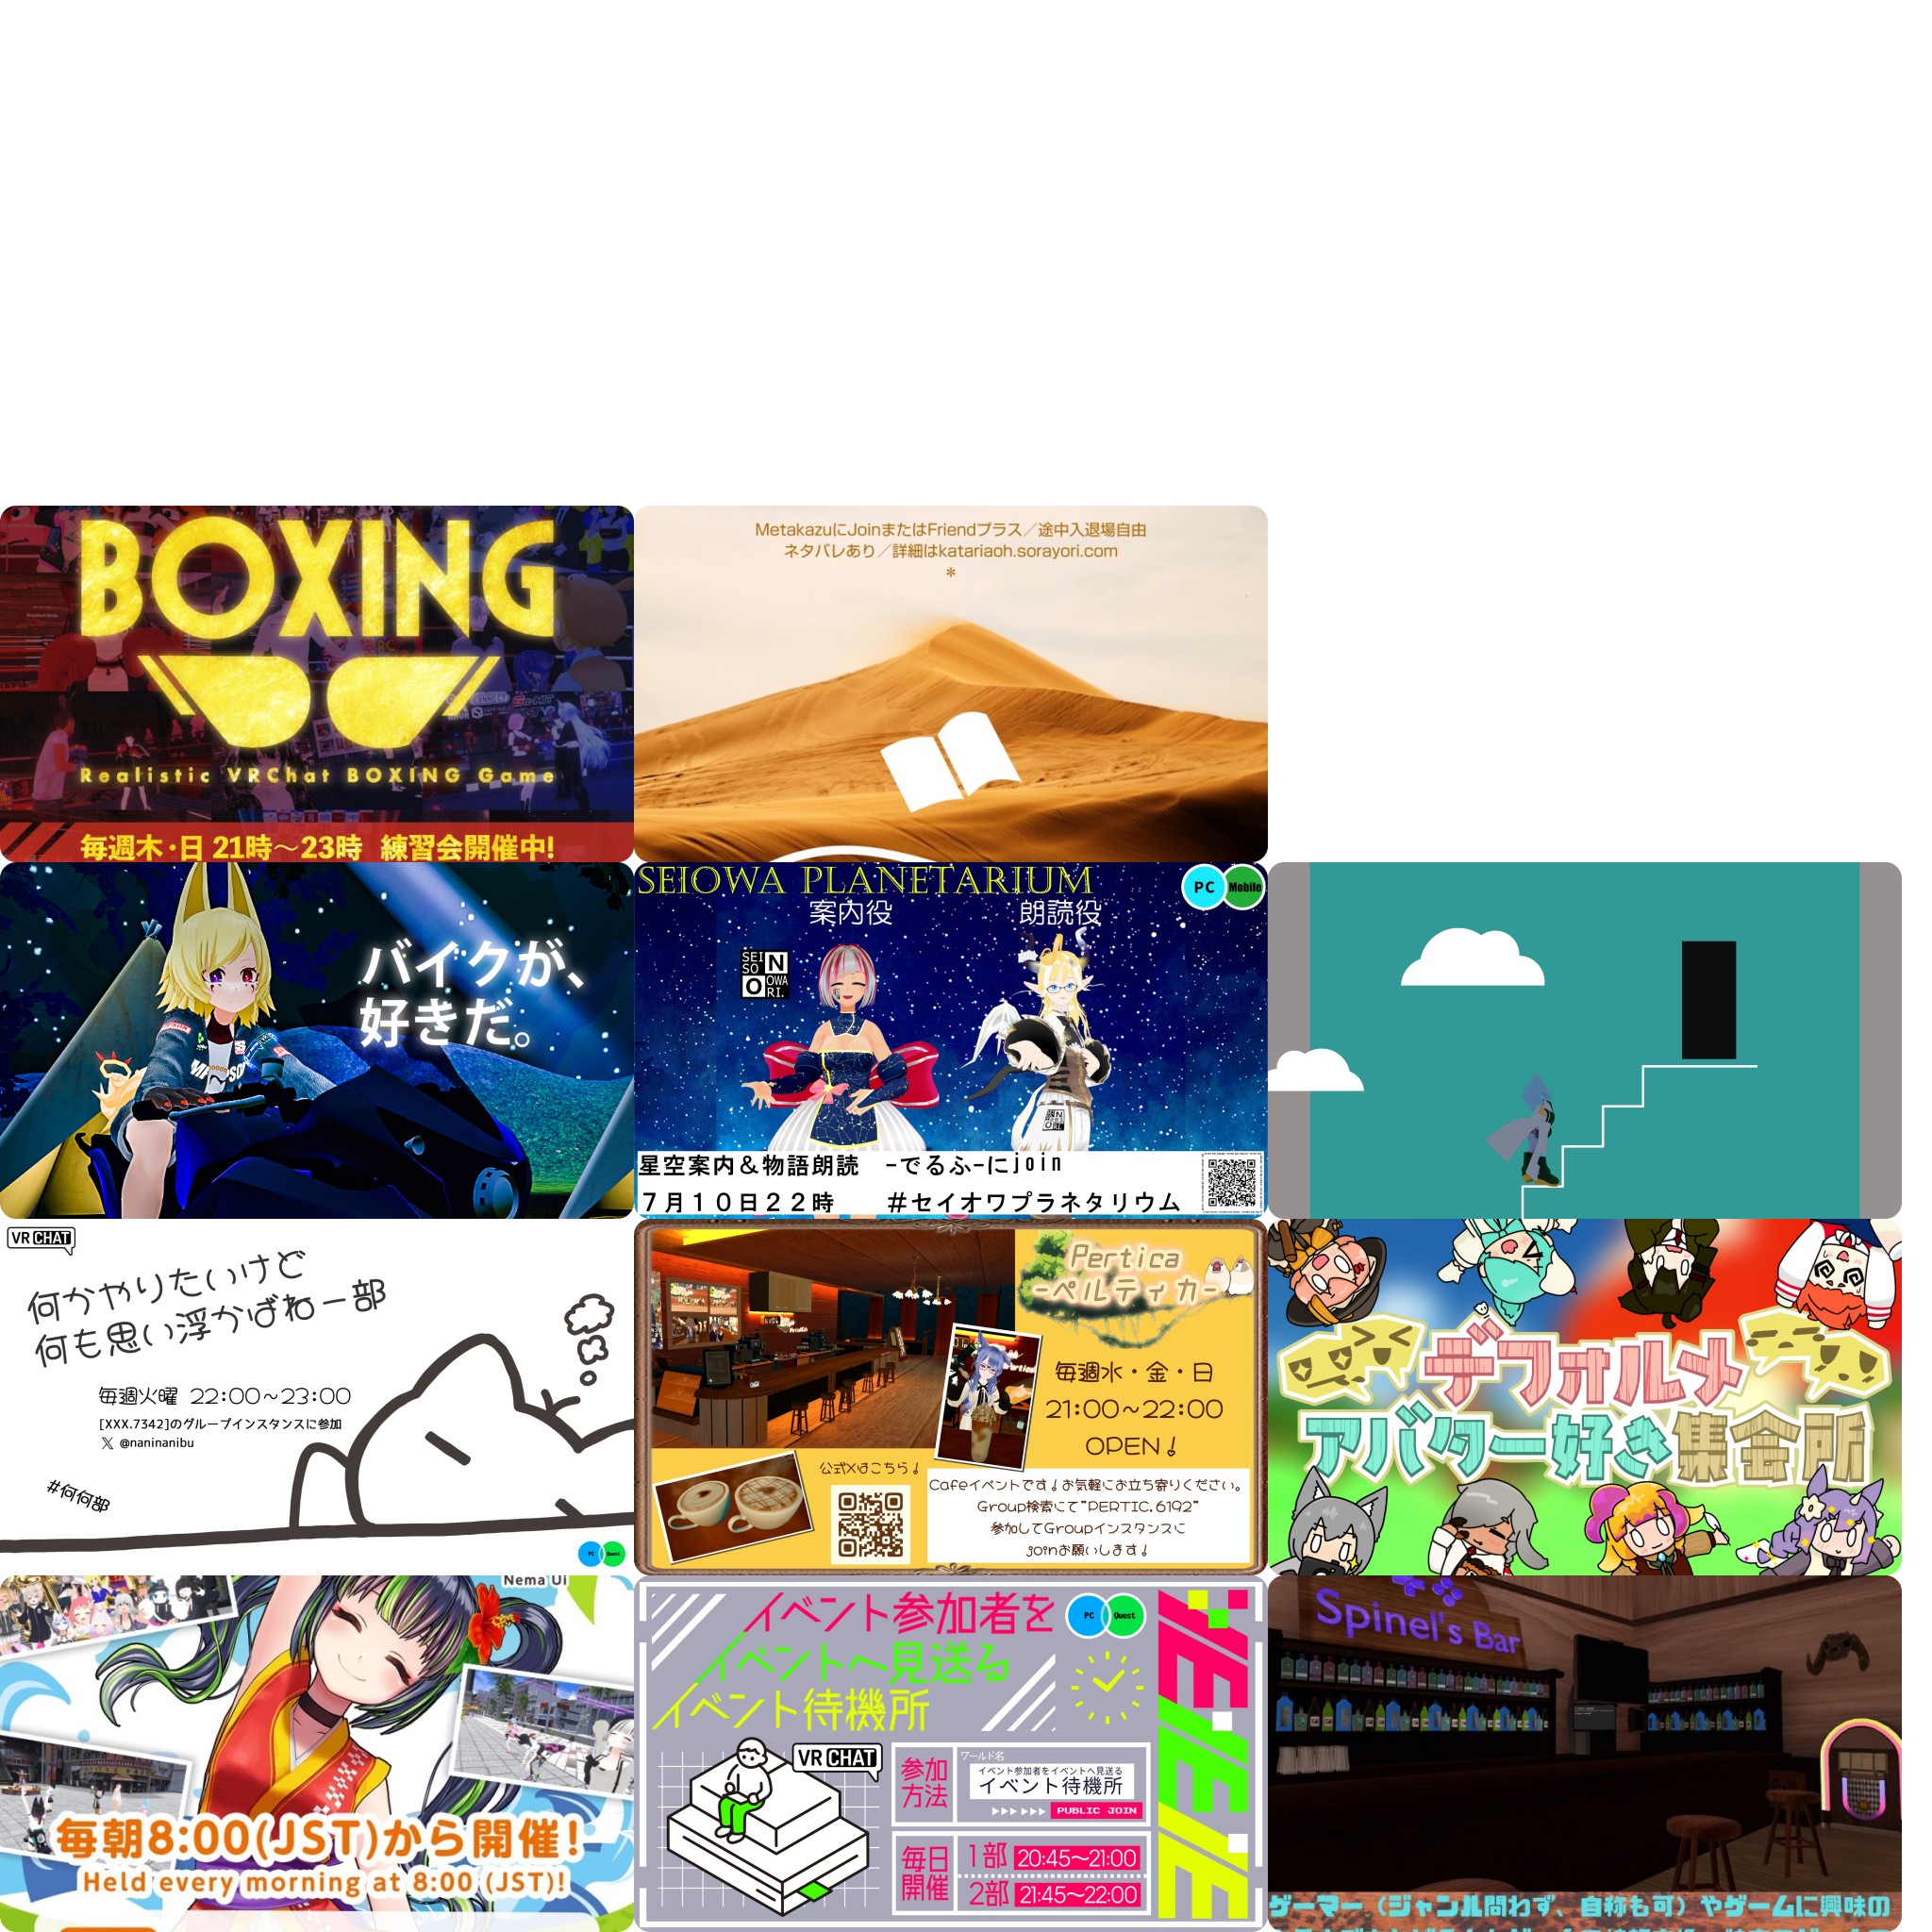 BOXING
Realistic VRChat BOXING Game
毎週木・日 21時～23時 練習会開催中!
MetakazuにJoinまたはFriendプラス／途中入退場自由
ネタバレあり／詳細はkatariaoh.sorayori.com
*
バイクが、
好きだ。
SEIOWA PLANETARIUM
PC Mobile
案内役 朗読役
SEI N
SO
O OWA
RI.
星空案内＆物語朗読 -でるふ-にjoin
７月１０日２２時 ＃セイオワプラネタリウム
VRCHAT
何かやりたいけど
何も思い浮かばねー部
毎週火曜 22:00～23:00
[XXX.7342]のグループインスタンスに参加
X @naninanibu
#何何部
PC Quest
Pertica
-ペルティカ-
毎週水・金・日
21:00～22:00
OPEN！
公式Xはこちら！
Cafeイベントです！お気軽にお立ち寄りください。
Group検索にて"PERTIC.6192"
参加してGroupインスタンスに
joinお願いします！
デフォルメ
アバター好き集会所
Nema Ui
毎朝8:00(JST)から開催!
Held every morning at 8:00 (JST)!
イベント参加者を
イベントへ見送る
イベント待機所
PC Quest
VRCHAT
参加
方法
ワールド名
イベント参加者をイベントへ見送る
イベント待機所
PUBLIC JOIN
毎日
開催
1部 20:45～21:00
2部 21:45～22:00
Spinel's Bar
ゲーマー（ジャンル問わず、自称も可）やゲームに興味の